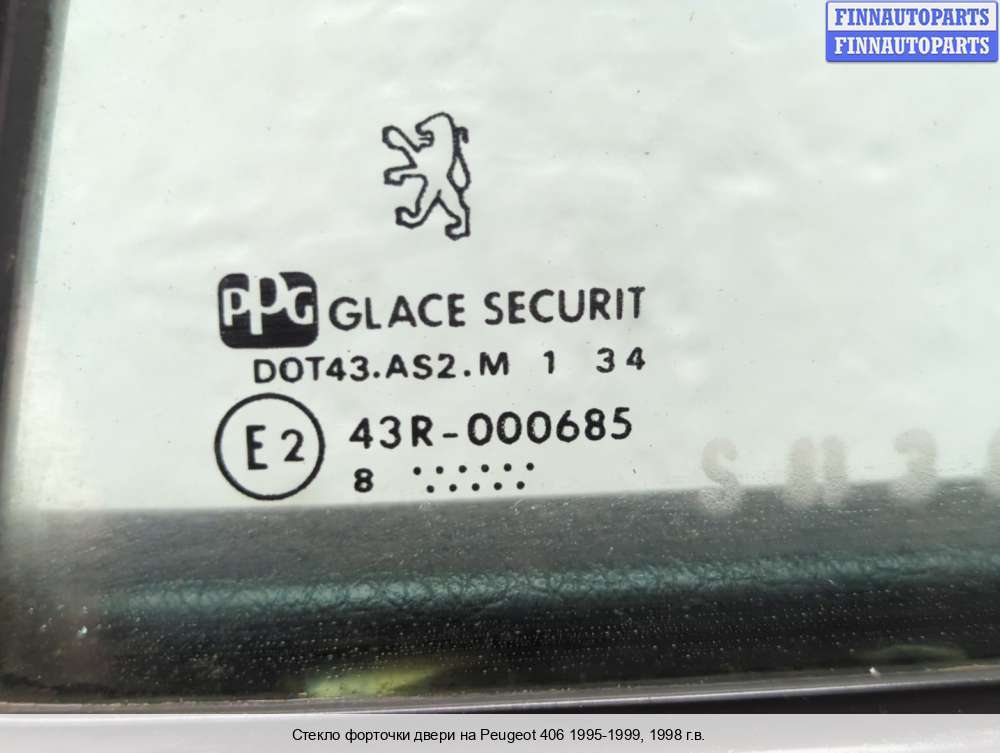 FINNAUTOPARTS
FINNAUTOPARTS
PPG GLACE SECURIT
DOT43.AS2.M 1 34
E2 43R-000685
8
Стекло форточки двери на Peugeot 406 1995-1999, 1998 г.в.